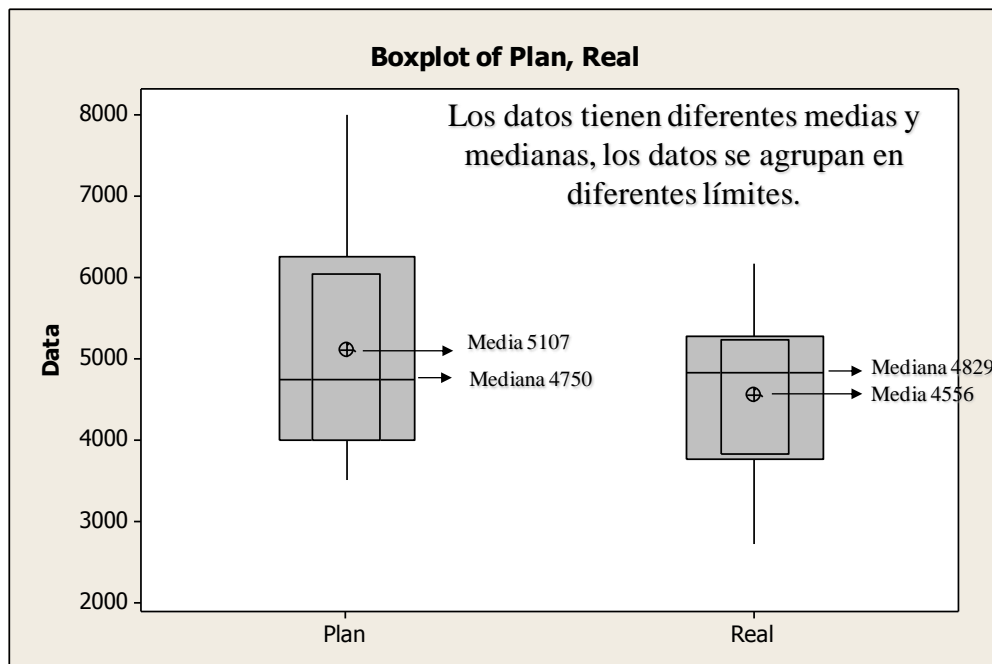 Boxplot of Plan, Real
Los datos tienen diferentes medias y
medianas, los datos se agrupan en
diferentes límites.
8000
7000
6000
5000
4000
3000
2000
Data
Media 5107
Mediana 4750
Mediana 4829
Media 4556
Plan
Real